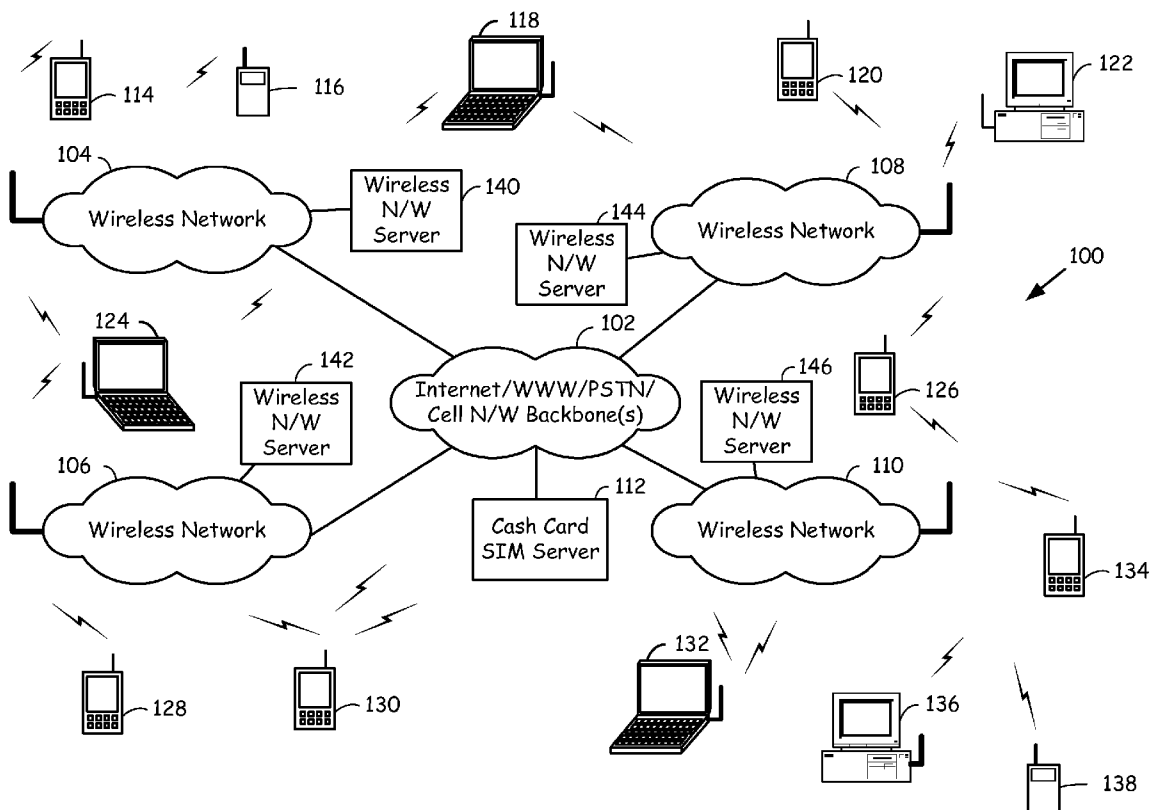 118
114
116
120
122
104
Wireless Network
Wireless
N/W
Server
140
144
Wireless
N/W
Server
108
Wireless Network
100
124
142
Wireless
N/W
Server
102
Internet/WWW/PSTN/
Cell N/W Backbone(s)
146
Wireless
N/W
Server
126
106
Wireless Network
112
Cash Card
SIM Server
110
Wireless Network
134
128
130
132
136
138